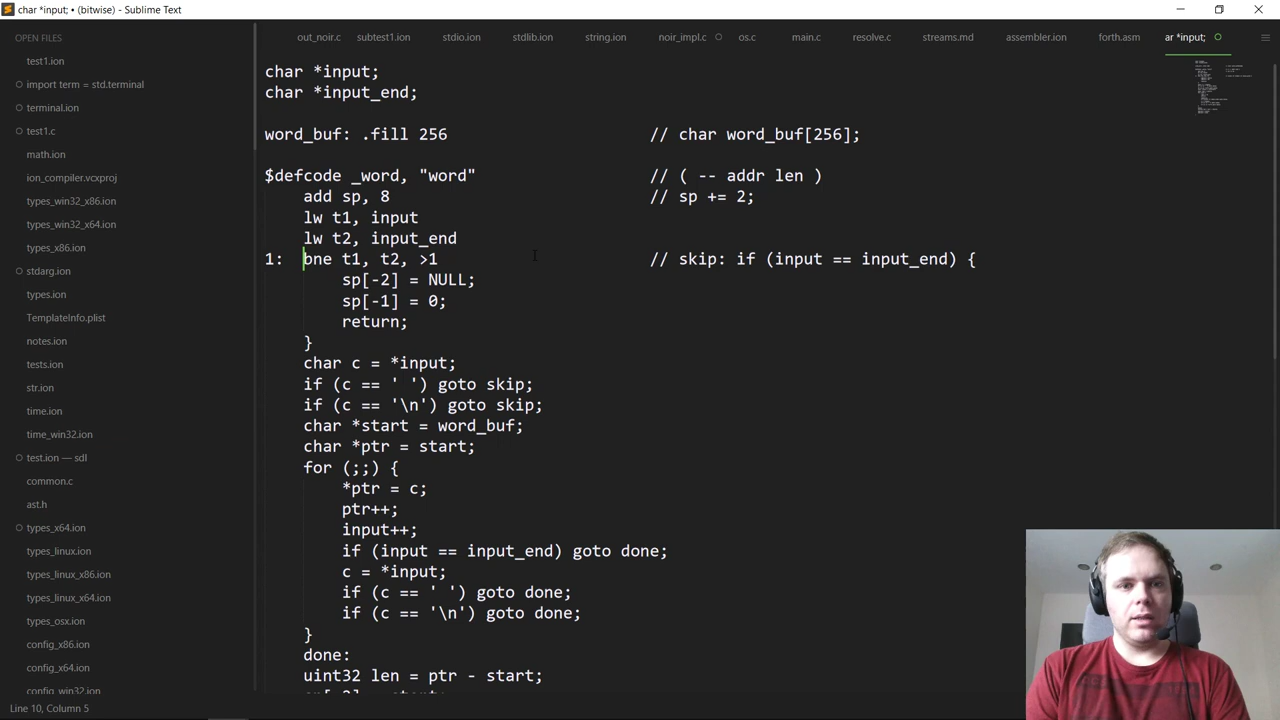 char *input; • (bitwise) - Sublime Text
OPEN FILES
test1.ion
import term = std.terminal
terminal.ion
test1.c
math.ion
ion_compiler.vcxproj
types_win32_x86.ion
types_win32_x64.ion
types_x86.ion
stdarg.ion
types.ion
TemplateInfo.plist
notes.ion
tests.ion
str.ion
time.ion
time_win32.ion
test.ion — sdl
common.c
ast.h
types_x64.ion
types_linux.ion
types_linux_x86.ion
types_linux_x64.ion
types_osx.ion
config_x86.ion
config_x64.ion
config_win32.ion
out_noir.c subtest1.ion stdio.ion stdlib.ion string.ion noir_impl.c os.c main.c resolve.c streams.md assembler.ion forth.asm ar *input;
char *input;
char *input_end;
word_buf: .fill 256 // char word_buf[256];
$defcode _word, "word" // ( -- addr len )
add sp, 8 // sp += 2;
lw t1, input
lw t2, input_end
1: bne t1, t2, >1 // skip: if (input == input_end) {
sp[-2] = NULL;
sp[-1] = 0;
return;
}
char c = *input;
if (c == ' ') goto skip;
if (c == '\n') goto skip;
char *start = word_buf;
char *ptr = start;
for (;;) {
*ptr = c;
ptr++;
input++;
if (input == input_end) goto done;
c = *input;
if (c == ' ') goto done;
if (c == '\n') goto done;
}
done:
uint32 len = ptr - start;
Line 10, Column 5